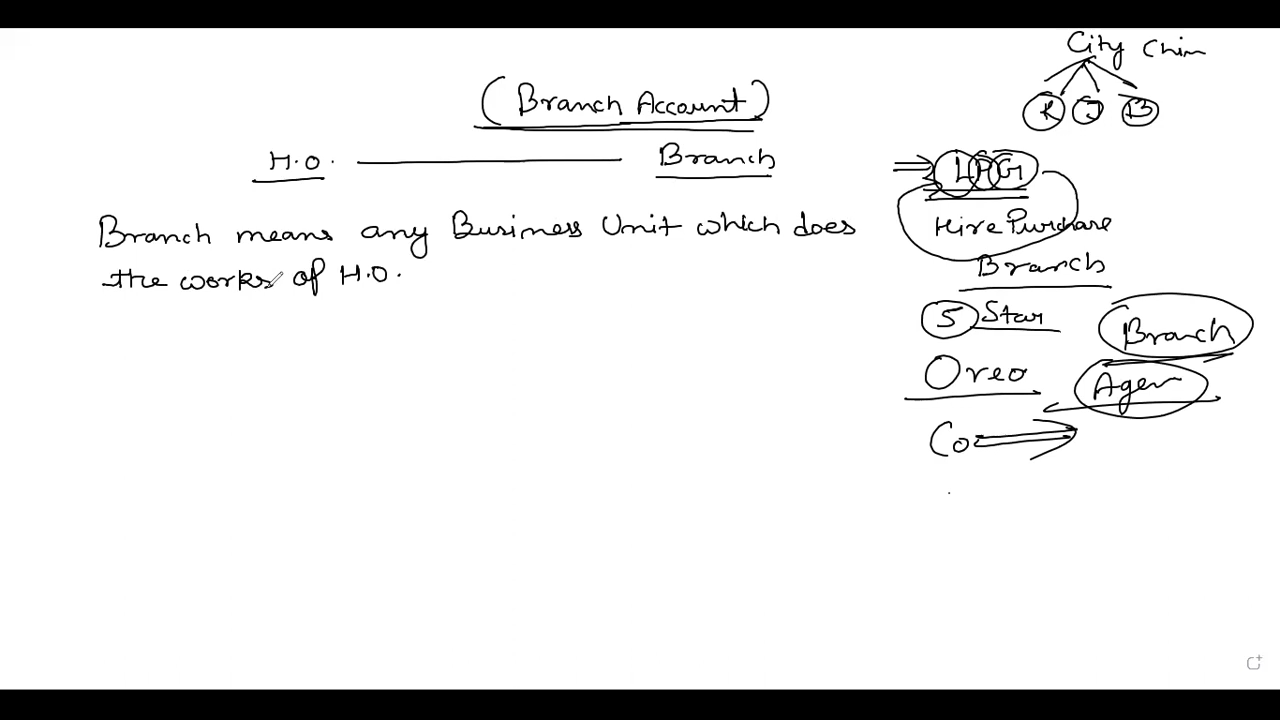 City Chim
(Branch Account)
K J B
H.O. Branch
LPG
Branch means any Business Unit which does
the works of H.O.
Hire Purchase
Branch
5 Star
Branch
Oreo
Agen
Co